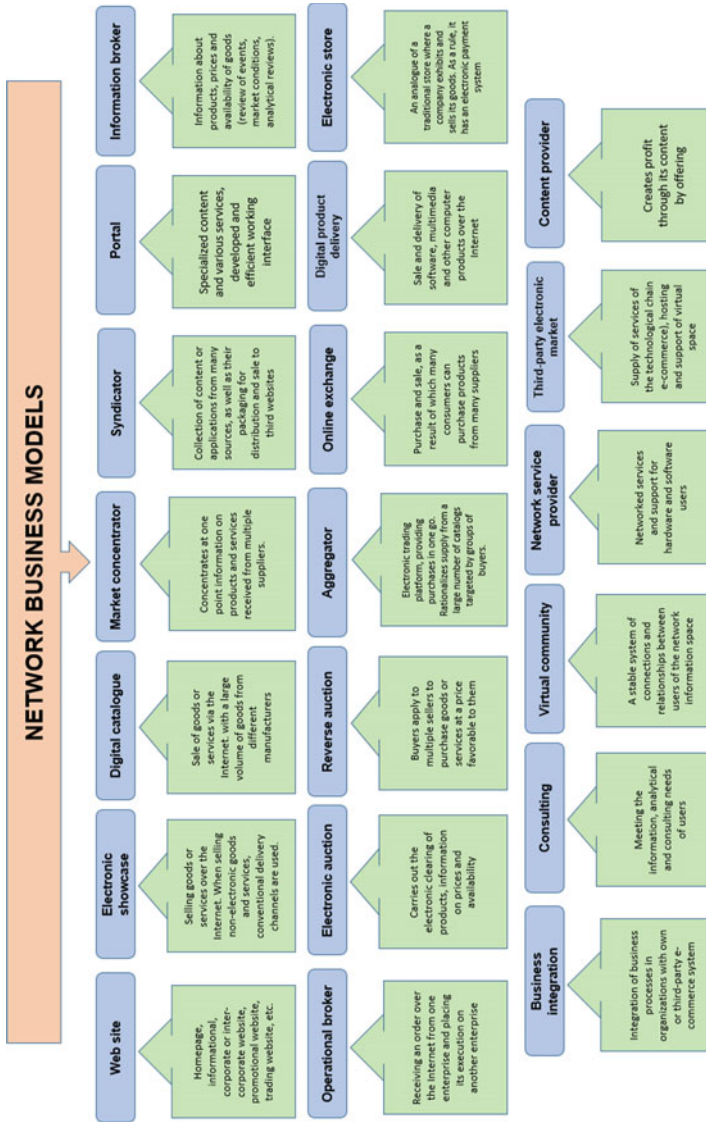 NETWORK BUSINESS MODELS
Web site
Homepage,
informational,
corporate or inter-
corporate website,
promotional website,
trading website, etc.
Electronic
showcase
Selling goods or
services over the
Internet. When selling
non-electronic goods
and services,
conventional delivery
channels are used.
Digital catalogue
Sale of goods or
services via the
Internet. with a large
volume of goods from
different
manufacturers
Market concentrator
Concentrates at one
point information on
products and services
received from multiple
suppliers.
Syndicator
Collection of content or
applications from many
sources, as well as their
packaging for
distribution and sale to
third websites
Portal
Specialized content
and various services,
developed and
efficient working
interface
Information broker
Information about
products, prices and
availability of goods
(review of events,
market conditions,
analytical reviews).
Operational broker
Receiving an order over
the Internet from one
enterprise and placing
its execution on
another enterprise
Electronic auction
Carries out the
electronic clearing of
products, information
on prices and
availability
Reverse auction
Buyers apply to
multiple sellers to
purchase goods or
services at a price
favorable to them
Aggregator
Electronic trading
platform, providing
purchases in one go.
Rationalizes supply from a
large number of catalogs
targeted by groups of
buyers.
Online exchange
Purchase and sale, as a
result of which many
consumers can
purchase products
from many suppliers
Digital product
delivery
Sale and delivery of
software, multimedia
and other computer
products over the
Internet
Electronic store
An analogue of a
traditional store where a
company exhibits and
sells its goods. As a rule, it
has an electronic payment
system
Business
integration
Integration of business
processes in
organizations with own
or third-party e-
commerce system
Consulting
Meeting the
information, analytical
and consulting needs
of users
Virtual community
A stable system of
connections and
relationships between
users of the network
information space
Network service
provider
Networked services
and support for
hardware and software
users
Third-party electronic
market
Supply of services of
the technological chain
e-commerce), hosting
and support of virtual
space
Content provider
Creates profit
through its content
by offering